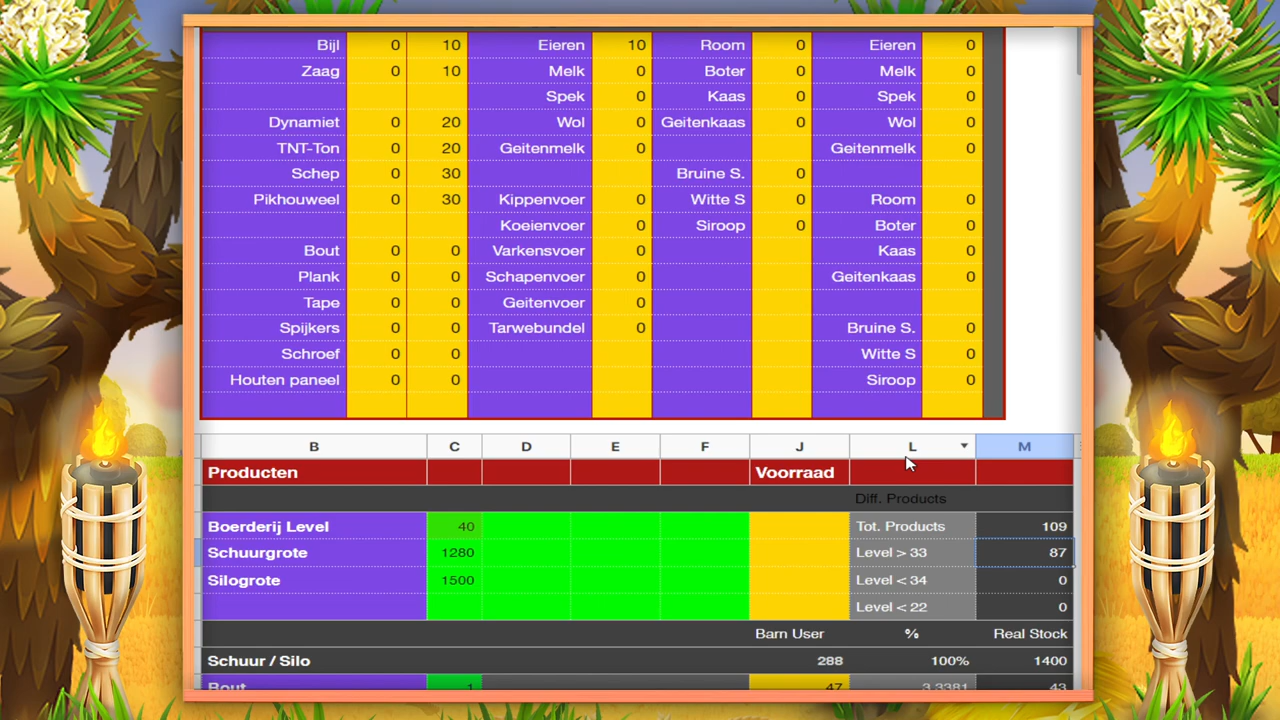 Bijl 0 10 Eieren 10 Room 0 Eieren 0
Zaag 0 10 Melk 0 Boter 0 Melk 0
Spek 0 Kaas 0 Spek 0
Dynamiet 0 20 Wol 0 Geitenkaas 0 Wol 0
TNT-Ton 0 20 Geitenmelk 0 Geitenmelk 0
Schep 0 30 Bruine S. 0
Pikhouweel 0 30 Kippenvoer 0 Witte S 0 Room 0
Koeienvoer 0 Siroop 0 Boter 0
Bout 0 0 Varkensvoer 0 Kaas 0
Plank 0 0 Schapenvoer 0 Geitenkaas 0
Tape 0 0 Geitenvoer 0
Spijkers 0 0 Tarwebundel 0 Bruine S. 0
Schroef 0 0 Witte S 0
Houten paneel 0 0 Siroop 0
B C D E F J L M
Producten Voorraad
Diff. Products
Boerderij Level 40 Tot. Products 109
Schuurgrote 1280 Level > 33 87
Silogrote 1500 Level < 34 0
Level < 22 0
Barn User % Real Stock
Schuur / Silo 288 100% 1400
Bout 1 47 3,3381 43